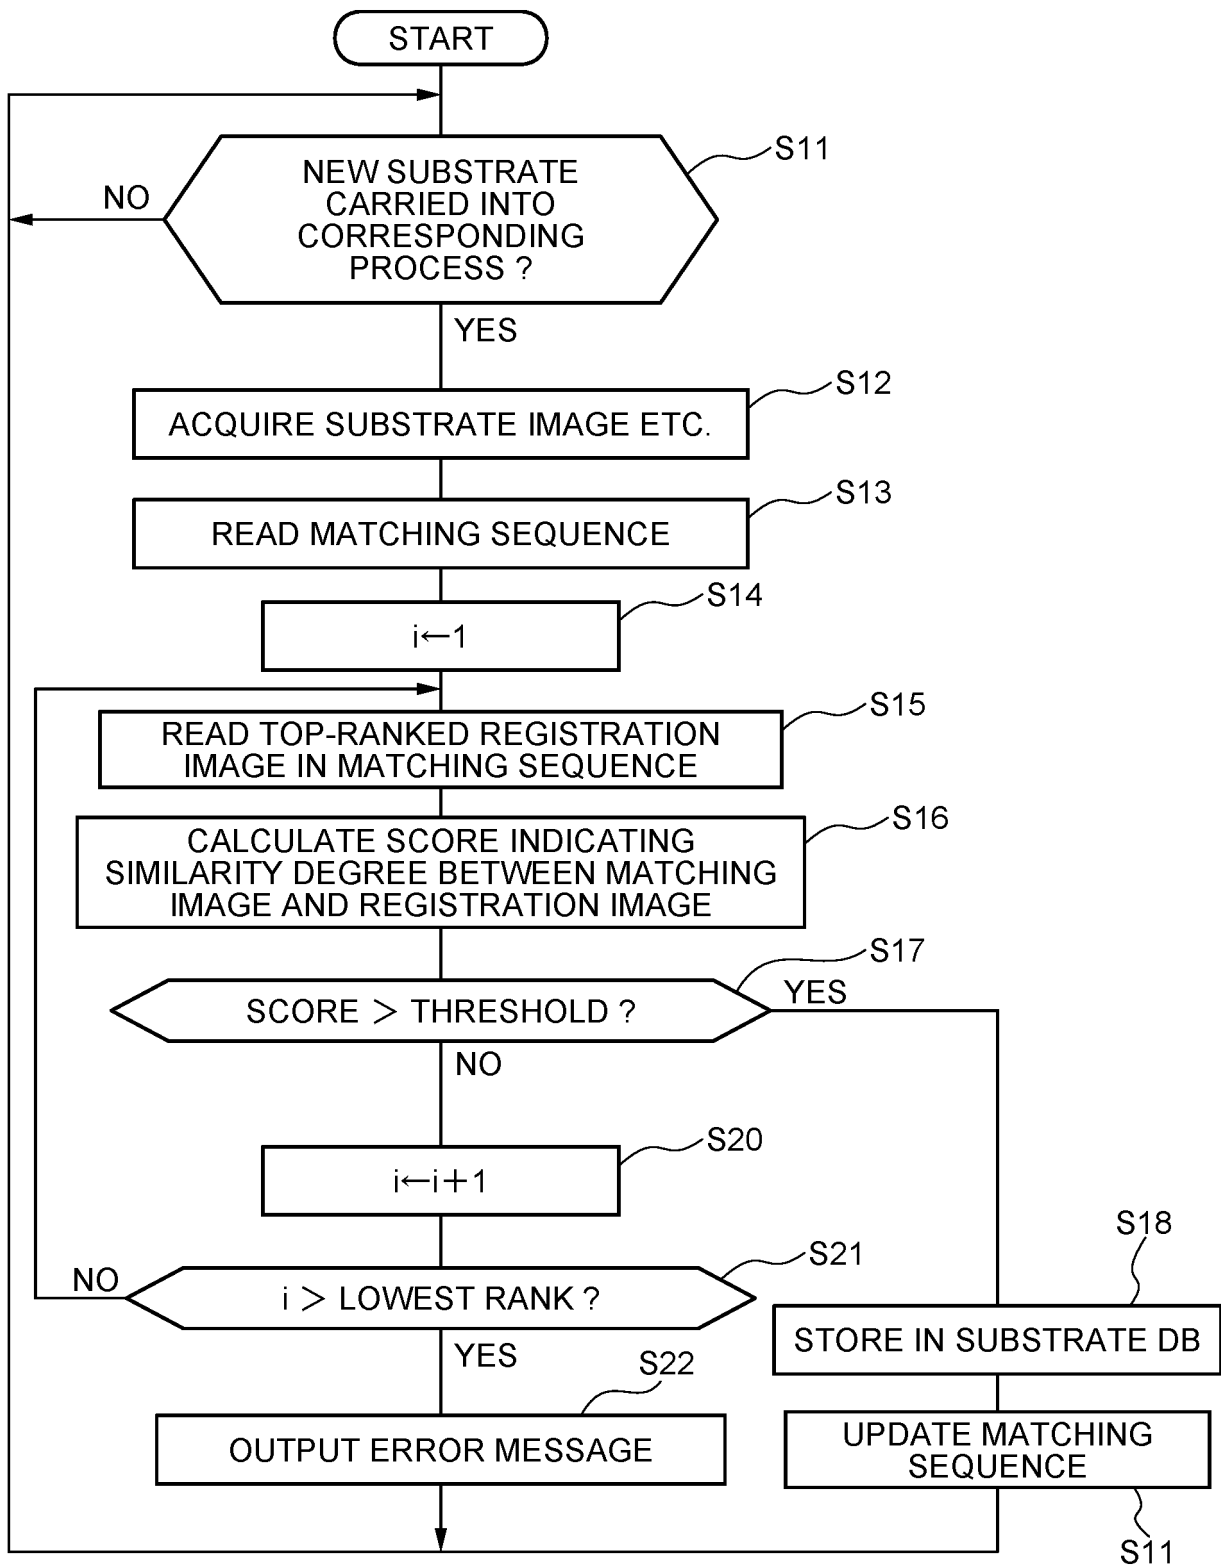 START
S11
NEW SUBSTRATE
CARRIED INTO
CORRESPONDING
PROCESS ?
NO
YES
S12
ACQUIRE SUBSTRATE IMAGE ETC.
S13
READ MATCHING SEQUENCE
S14
i←1
S15
READ TOP-RANKED REGISTRATION
IMAGE IN MATCHING SEQUENCE
S16
CALCULATE SCORE INDICATING
SIMILARITY DEGREE BETWEEN MATCHING
IMAGE AND REGISTRATION IMAGE
S17
SCORE > THRESHOLD ?
YES
NO
S20
i←i+1
S21
i > LOWEST RANK ?
NO
YES
S18
STORE IN SUBSTRATE DB
S22
OUTPUT ERROR MESSAGE
UPDATE MATCHING
SEQUENCE
S11